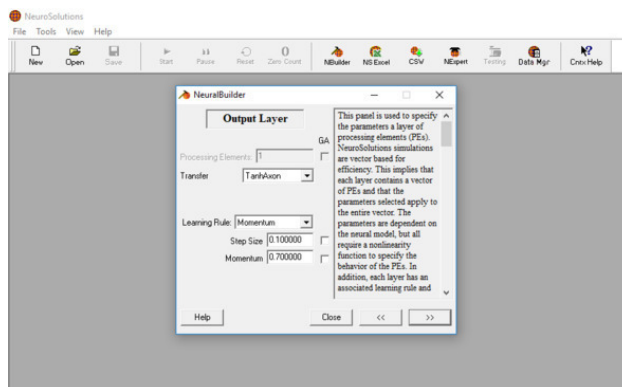 NeuroSolutions
File Tools View Help
New Open Save Start Pause Reset Zero Count NBuilder NS Excel CSW NExpert Testing Data Mgr Cntx Help
NeuralBuilder
Output Layer
GA
Processing Elements: 1
Transfer TanhAxon
Learning Rule: Momentum
Step Size 0.100000
Momentum 0.700000
This panel is used to specify
the parameters a layer of
processing elements (PEs).
NeuroSolutions simulations
are vector based for
efficiency. This implies that
each layer contains a vector
of PEs and that the
parameters selected apply to
the entire vector. The
parameters are dependent on
the neural model, but all
require a nonlinearity
function to specify the
behavior of the PEs. In
addition, each layer has an
associated learning rule and
Help Close << >>